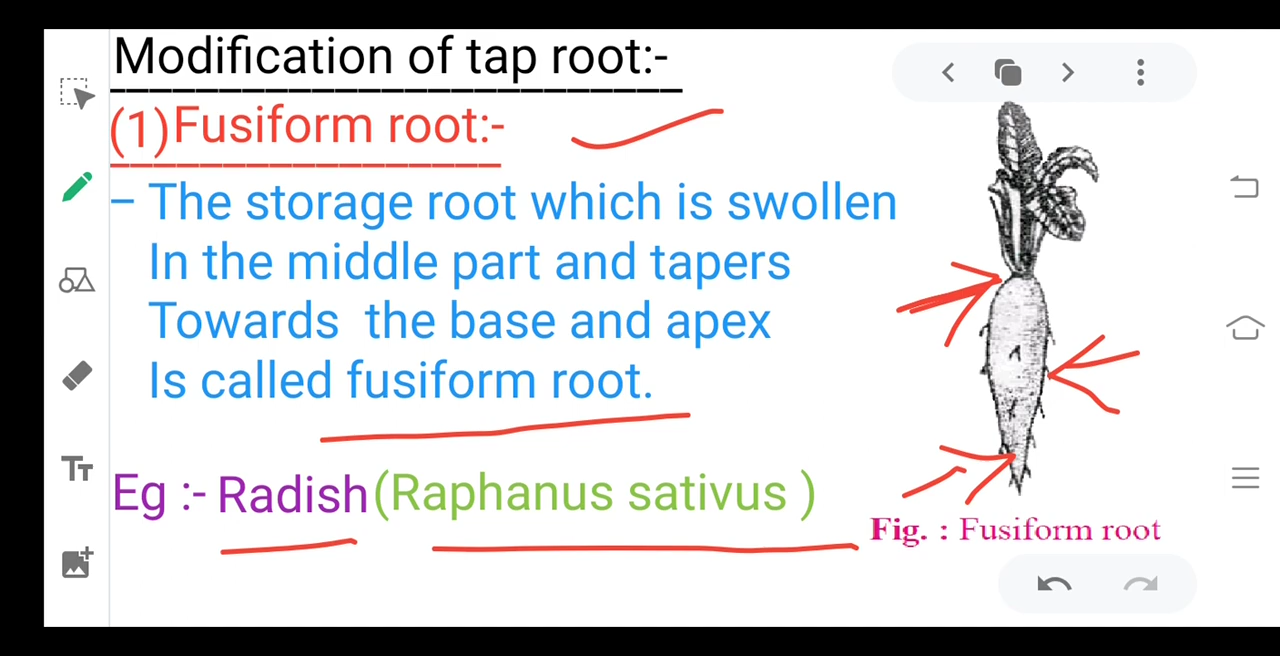 Modification of tap root:-
(1)Fusiform root:-
– The storage root which is swollen
In the middle part and tapers
Towards the base and apex
Is called fusiform root.
Eg :- Radish(Raphanus sativus )
Fig. : Fusiform root
TT